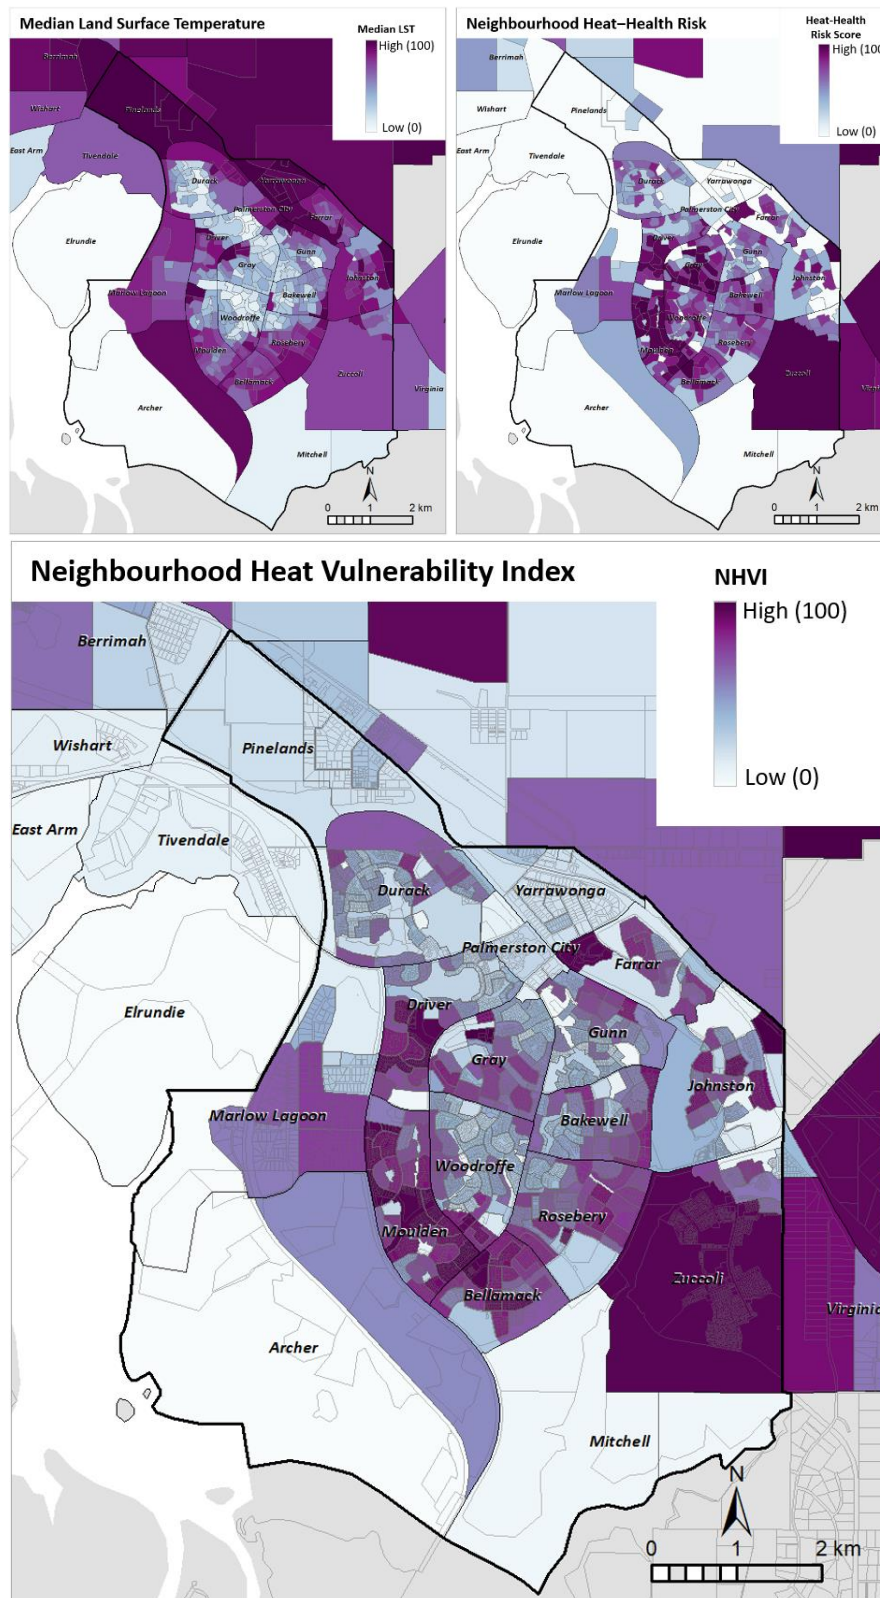 Median Land Surface Temperature
Median LST
High (100)
Low (0)
Berrimah
Wishart
Pinelands
East Arm
Tivendale
Durack
Yarrawonga
Palmerston City
Farrar
Elrundie
Driver
Gunn
Gray
Johnston
Marlow Lagoon
Bakewell
Woodroffe
Moulden
Rosebery
Bellamack
Zuccoli
Virginia
Archer
Mitchell
N
0 1 2 km
Neighbourhood Heat–Health Risk
Heat-Health
Risk Score
High (100
Low (0)
Berrimah
Wishart
Pinelands
East Arm
Tivendale
Durack
Yarrawonga
Palmerston City
Farrar
Elrundie
Driver
Gunn
Gray
Johnston
Marlow Lagoon
Bakewell
Woodroffe
Moulden
Rosebery
Bellamack
Zuccoli
Virgi
Archer
Mitchell
N
0 1 2 km
Neighbourhood Heat Vulnerability Index
NHVI
High (100)
Low (0)
Berrimah
Wishart
Pinelands
East Arm
Tivendale
Durack
Yarrawonga
Palmerston City
Farrar
Elrundie
Driver
Gunn
Gray
Johnston
Marlow Lagoon
Bakewell
Woodroffe
Rosebery
Moulden
Zuccoli
Bellamack
Virginia
Archer
Mitchell
N
0 1 2 km